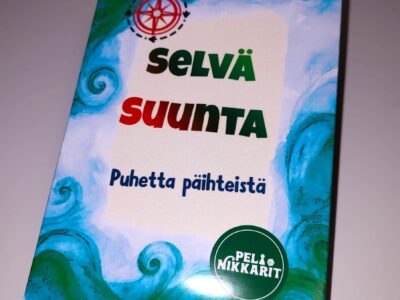 SELVÄ
SUUNTA
Puhetta päihteistä
PELI
NIKKARIT